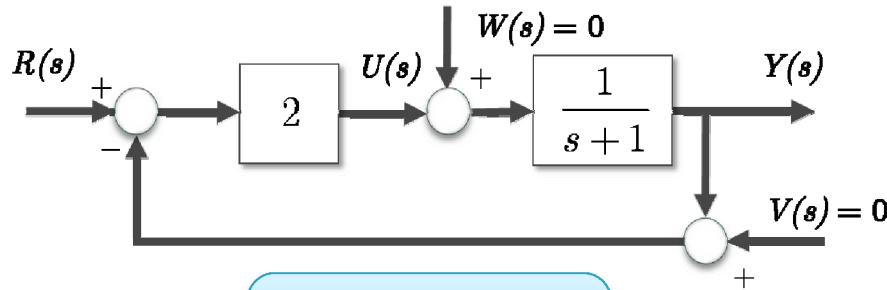 R(s)
+
−
2
U(s)
W(s) = 0
+
1
s + 1
Y(s)
V(s) = 0
+